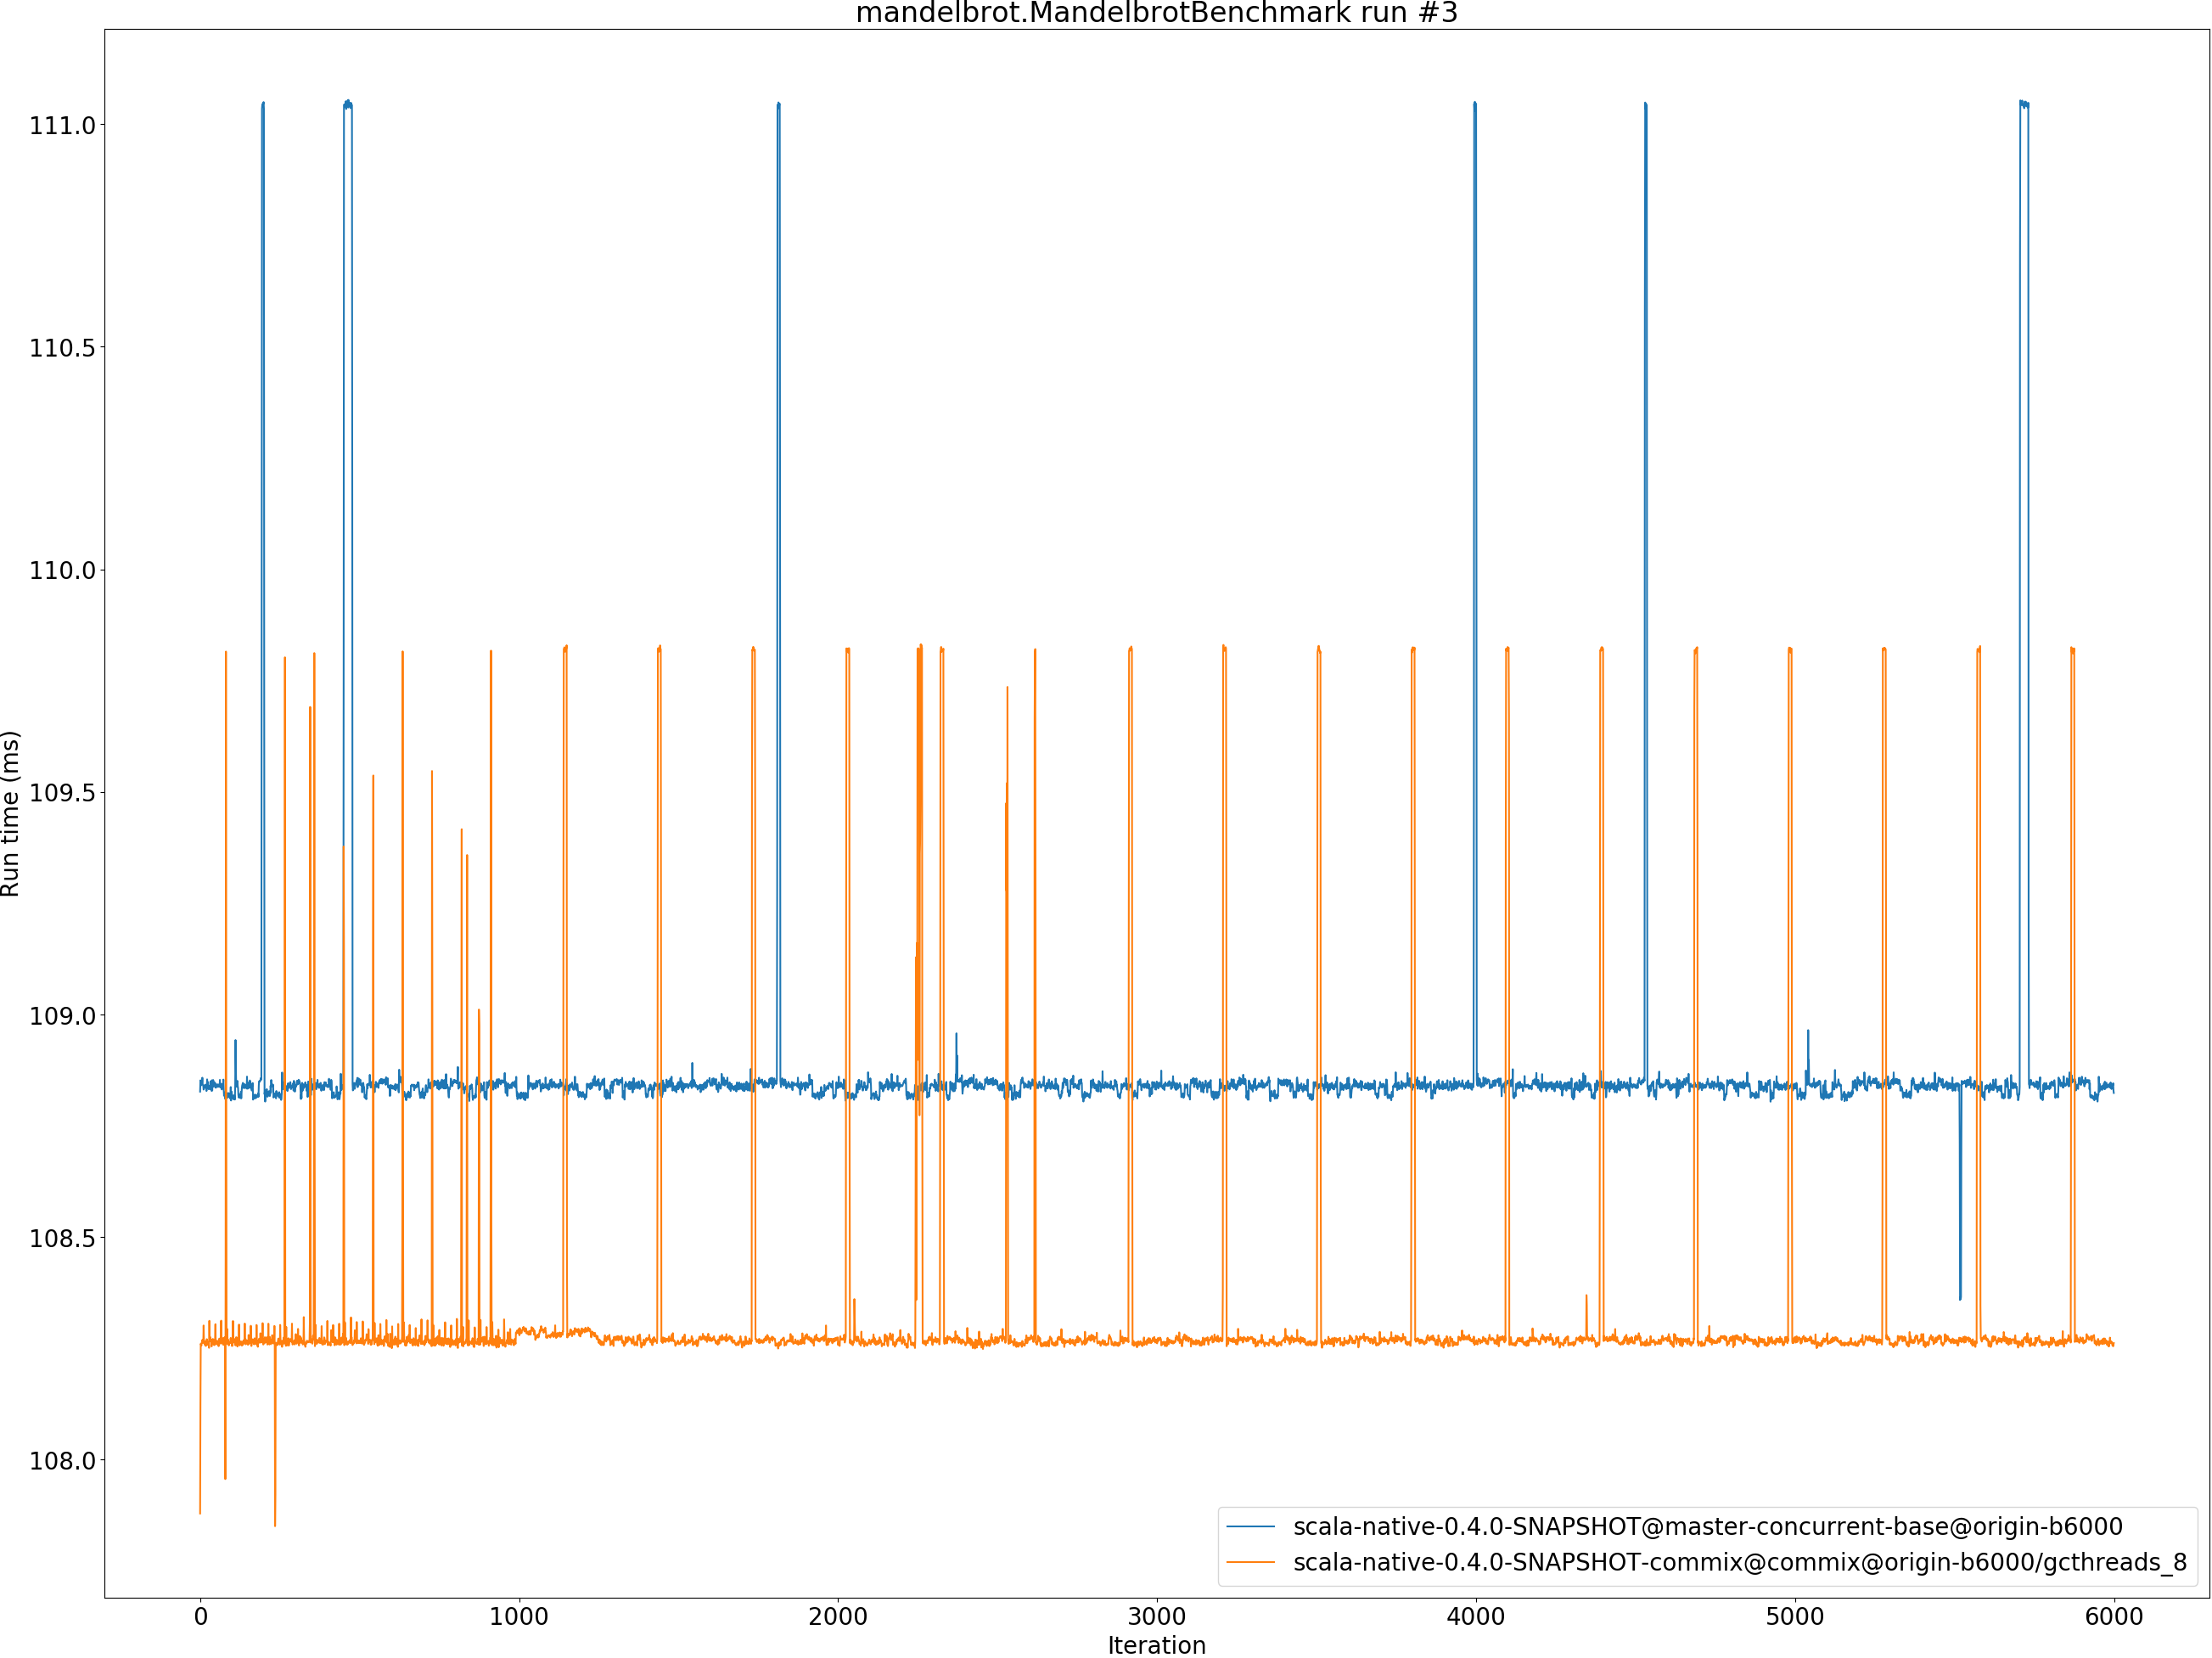 mandelbrot.MandelbrotBenchmark run #3
Run time (ms)
111.0
110.5
110.0
109.5
109.0
108.5
108.0
0 1000 2000 3000 4000 5000 6000
Iteration
scala-native-0.4.0-SNAPSHOT@master-concurrent-base@origin-b6000
scala-native-0.4.0-SNAPSHOT-commix@commix@origin-b6000/gcthreads_8